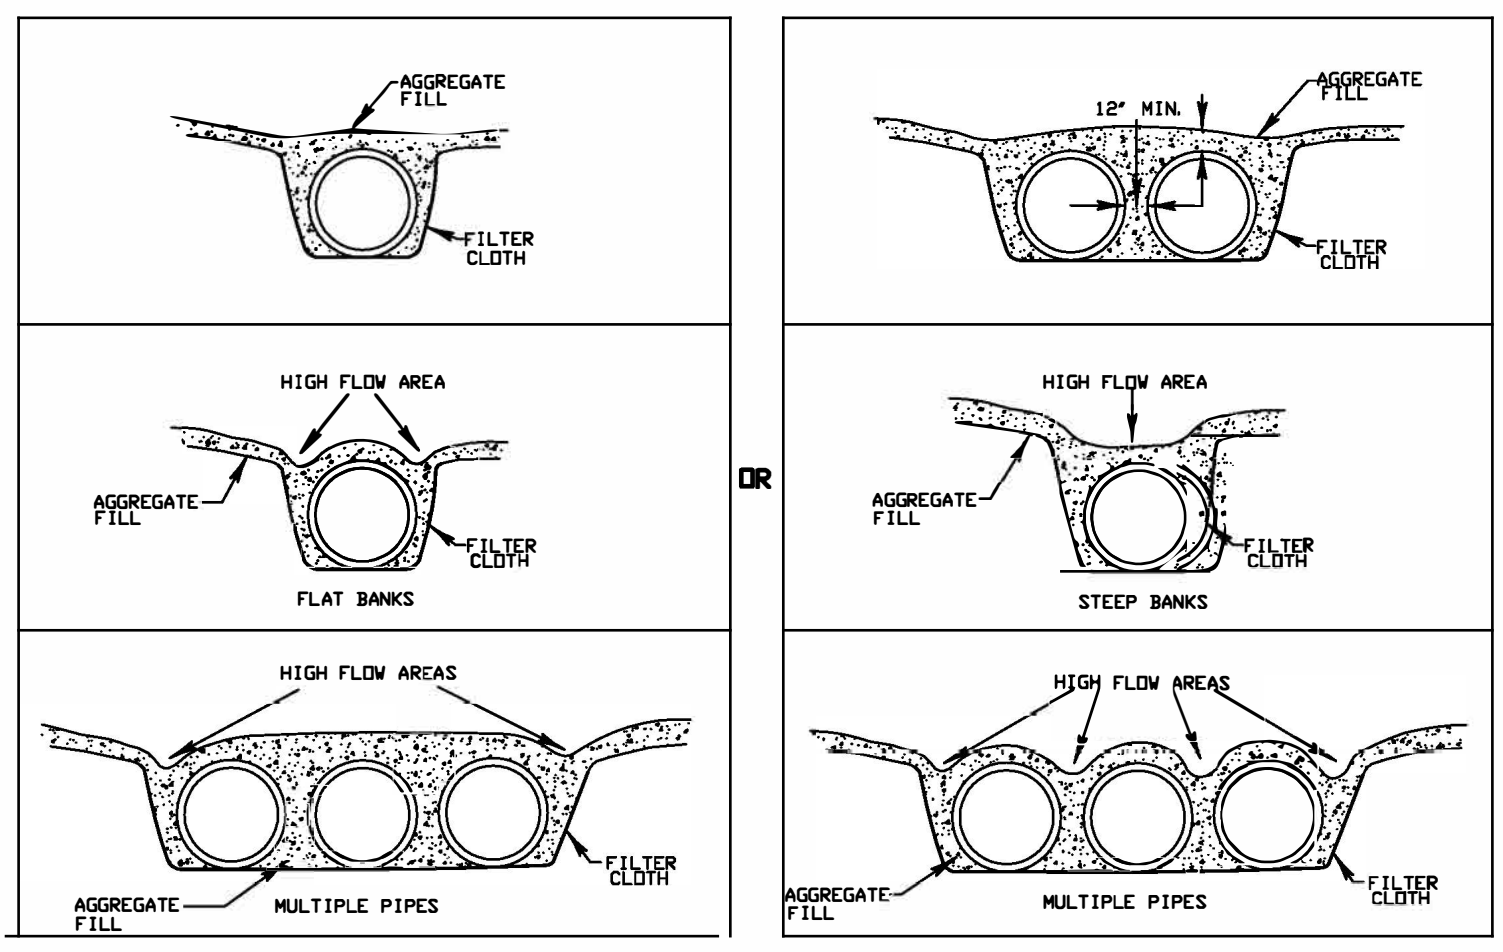 AGGREGATE
FILL
FILTER
CLOTH
12" MIN.
AGGREGATE
FILL
FILTER
CLOTH
HIGH FLOW AREA
AGGREGATE
FILL
FILTER
CLOTH
FLAT BANKS
OR
HIGH FLOW AREA
AGGREGATE
FILL
FILTER
CLOTH
STEEP BANKS
HIGH FLOW AREAS
FILTER
CLOTH
AGGREGATE
FILL
MULTIPLE PIPES
HIGH FLOW AREAS
AGGREGATE
FILL
FILTER
CLOTH
MULTIPLE PIPES